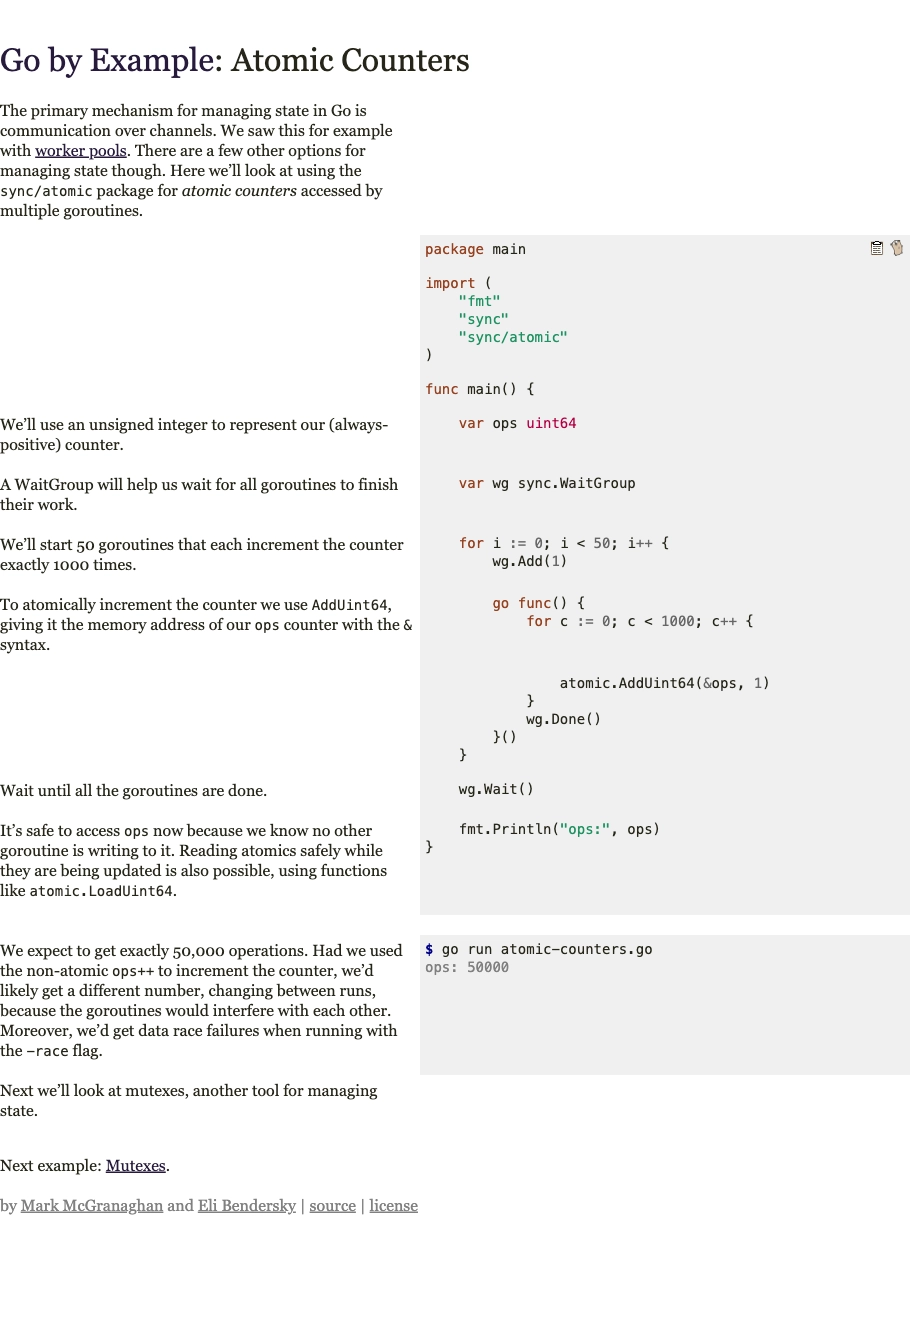 Go by Example: Atomic Counters
The primary mechanism for managing state in Go is
communication over channels. We saw this for example
with worker pools. There are a few other options for
managing state though. Here we’ll look at using the
sync/atomic package for atomic counters accessed by
multiple goroutines.
package main
import (
    "fmt"
    "sync"
    "sync/atomic"
)
func main() {
We’ll use an unsigned integer to represent our (always-
positive) counter.
    var ops uint64
A WaitGroup will help us wait for all goroutines to finish
their work.
    var wg sync.WaitGroup
We’ll start 50 goroutines that each increment the counter
exactly 1000 times.
    for i := 0; i < 50; i++ {
        wg.Add(1)
To atomically increment the counter we use AddUint64,
giving it the memory address of our ops counter with the &
syntax.
        go func() {
            for c := 0; c < 1000; c++ {
                atomic.AddUint64(&ops, 1)
            }
            wg.Done()
        }()
    }
Wait until all the goroutines are done.
    wg.Wait()
It’s safe to access ops now because we know no other
goroutine is writing to it. Reading atomics safely while
they are being updated is also possible, using functions
like atomic.LoadUint64.
    fmt.Println("ops:", ops)
}
We expect to get exactly 50,000 operations. Had we used
the non-atomic ops++ to increment the counter, we’d
likely get a different number, changing between runs,
because the goroutines would interfere with each other.
Moreover, we’d get data race failures when running with
the -race flag.
$ go run atomic-counters.go
ops: 50000
Next we’ll look at mutexes, another tool for managing
state.
Next example: Mutexes.
by Mark McGranaghan and Eli Bendersky | source | license